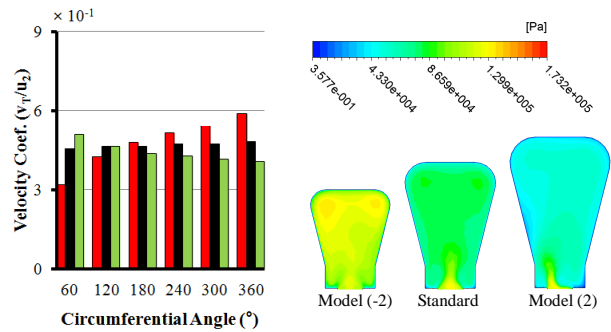 × 10⁻¹
9
6
3
0
Velocity Coef. (v_T/u_2)
60 120 180 240 300 360
Circumferential Angle (°)
[Pa]
3.577e-001
4.330e+004
8.659e+004
1.299e+005
1.732e+005
Model (-2) Standard Model (2)